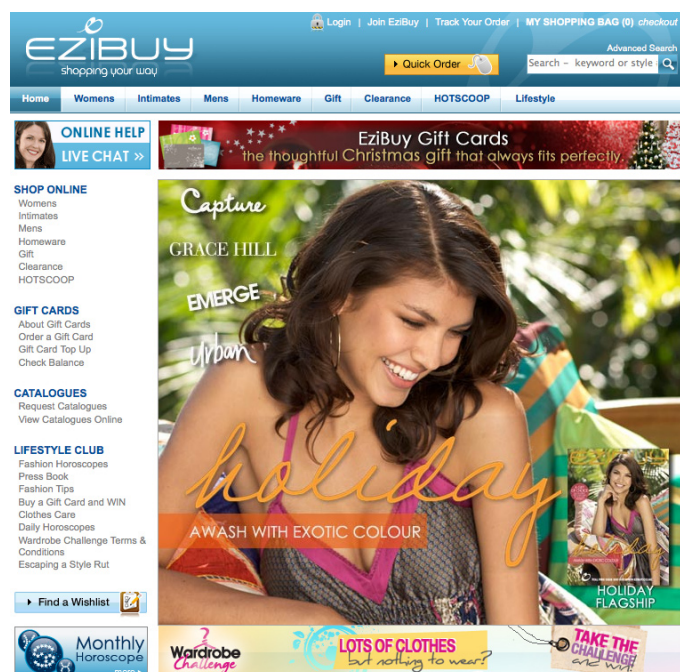 Login | Join EziBuy | Track Your Order | MY SHOPPING BAG (0) checkout
EZIBUY
shopping your way
Quick Order
Advanced Search
Search - keyword or style
Home Womens Intimates Mens Homeware Gift Clearance HOTSCOOP Lifestyle
ONLINE HELP
LIVE CHAT >>
EziBuy Gift Cards
the thoughtful Christmas gift that always fits perfectly.
SHOP ONLINE
Womens
Intimates
Mens
Homeware
Gift
Clearance
HOTSCOOP
GIFT CARDS
About Gift Cards
Order a Gift Card
Gift Card Top Up
Check Balance
CATALOGUES
Request Catalogues
View Catalogues Online
LIFESTYLE CLUB
Fashion Horoscopes
Press Book
Fashion Tips
Buy a Gift Card and WIN
Clothes Care
Daily Horoscopes
Wardrobe Challenge Terms &
Conditions
Escaping a Style Rut
Find a Wishlist
Monthly
Horoscope
Capture
GRACE HILL
EMERGE
Urban
holiday
AWASH WITH EXOTIC COLOUR
holiday
HOLIDAY
FLAGSHIP
Wardrobe
Challenge
LOTS OF CLOTHES
but nothing to wear?
TAKE THE
CHALLENGE